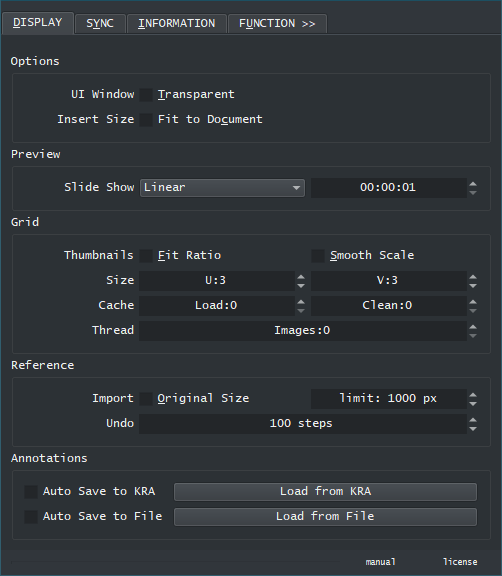 DISPLAY SYNC INFORMATION FUNCTION >>
Options
UI Window Transparent
Insert Size Fit to Document
Preview
Slide Show Linear 00:00:01
Grid
Thumbnails Fit Ratio Smooth Scale
Size U:3 V:3
Cache Load:0 Clean:0
Thread Images:0
Reference
Import Original Size limit: 1000 px
Undo 100 steps
Annotations
Auto Save to KRA Load from KRA
Auto Save to File Load from File
manual license